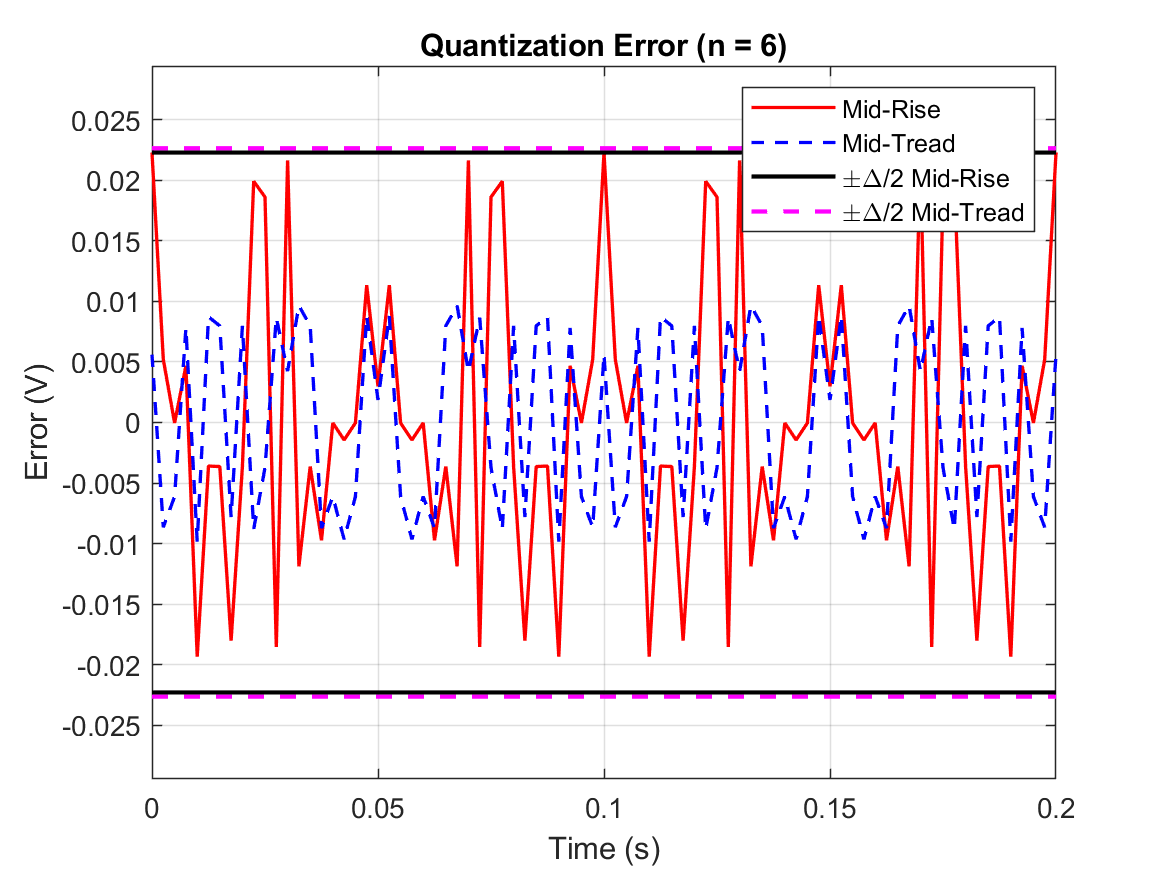 Quantization Error (n = 6)
Mid-Rise
Mid-Tread
±Δ/2 Mid-Rise
±Δ/2 Mid-Tread
0.025
0.02
0.015
0.01
0.005
0
-0.005
-0.01
-0.015
-0.02
-0.025
Error (V)
0 0.05 0.1 0.15 0.2
Time (s)